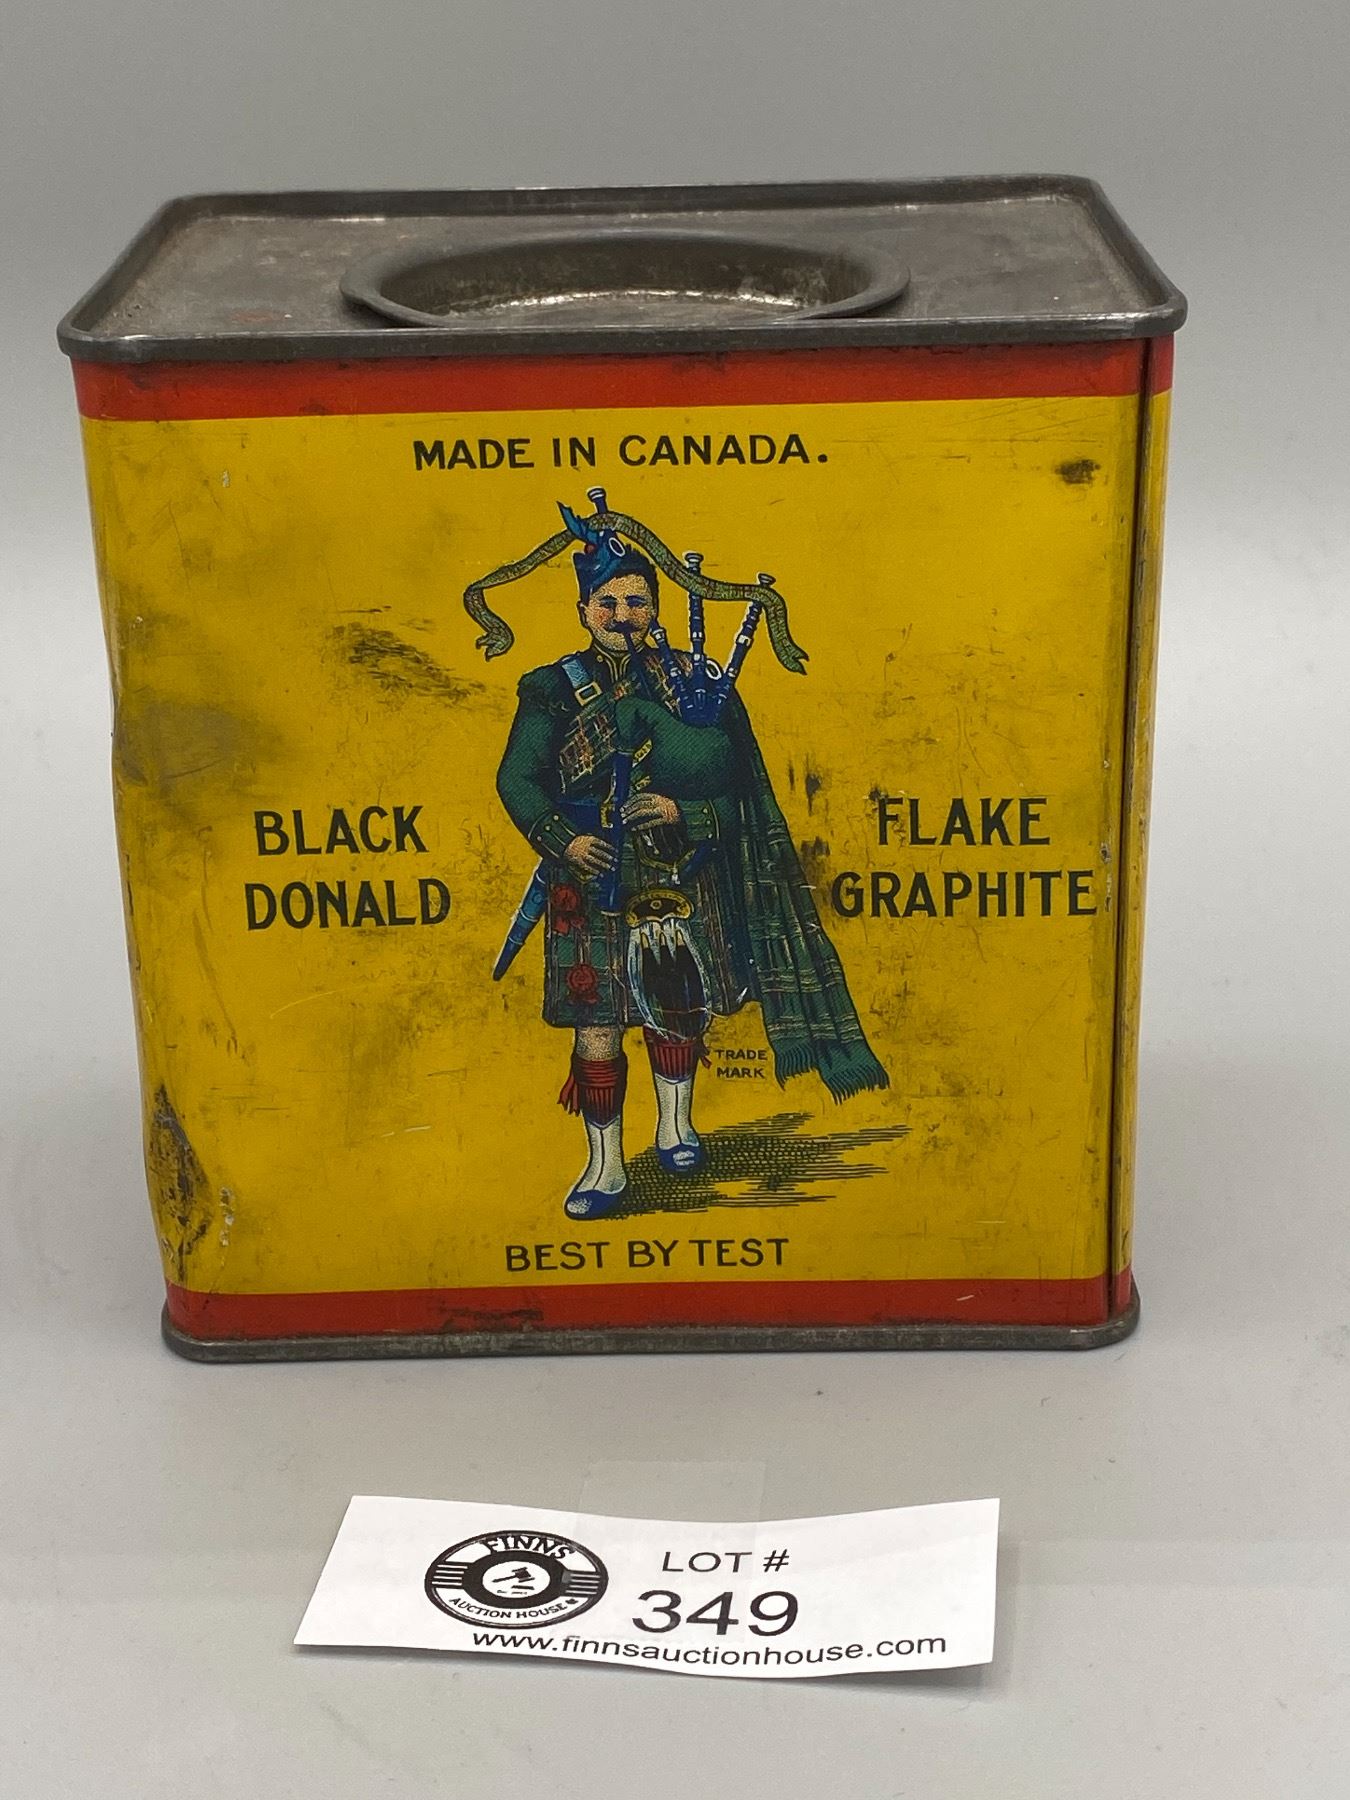 MADE IN CANADA.
BLACK
DONALD
FLAKE
GRAPHITE
TRADE
MARK
BEST BY TEST
FINNS
AUCTION HOUSE
LOT #
349
www.finnsauctionhouse.com